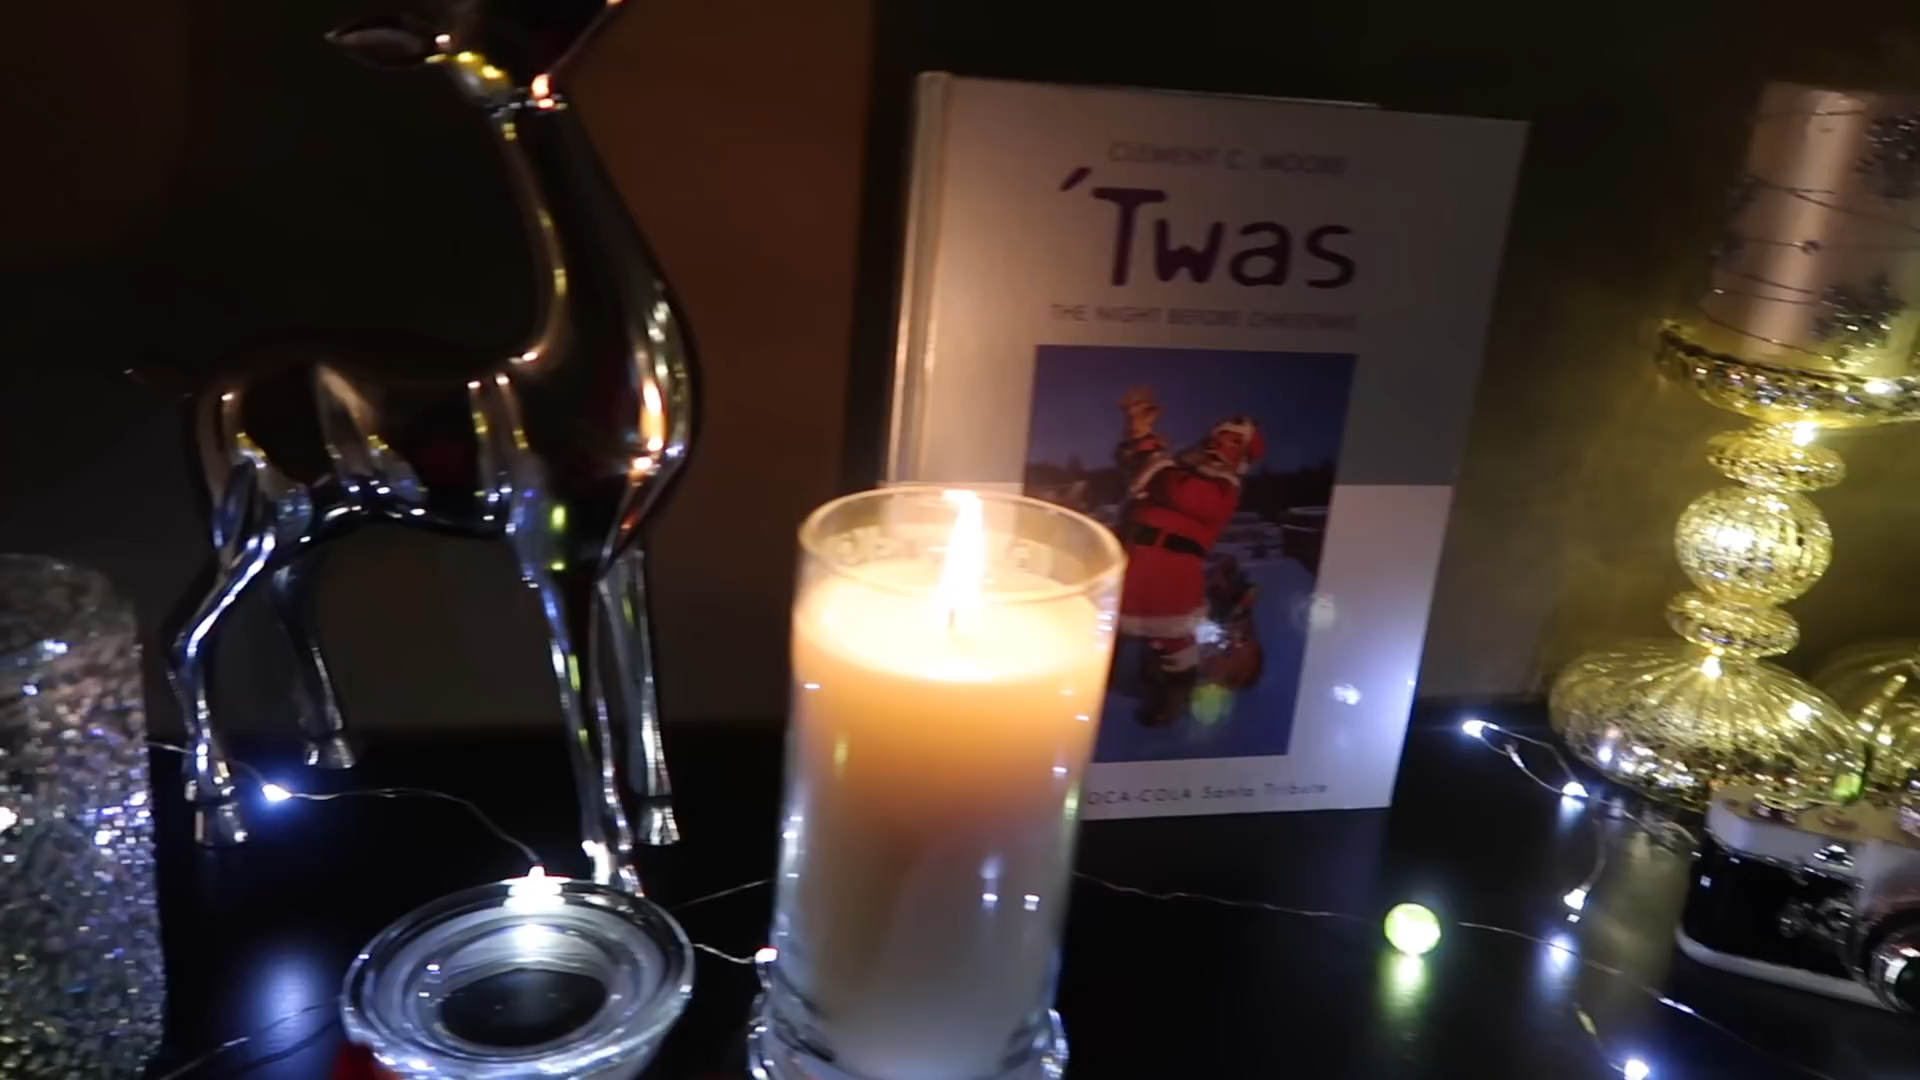 CLEMENT C. MOORE
'Twas
THE NIGHT BEFORE CHRISTMAS
OCA-COLA Santa Tribute